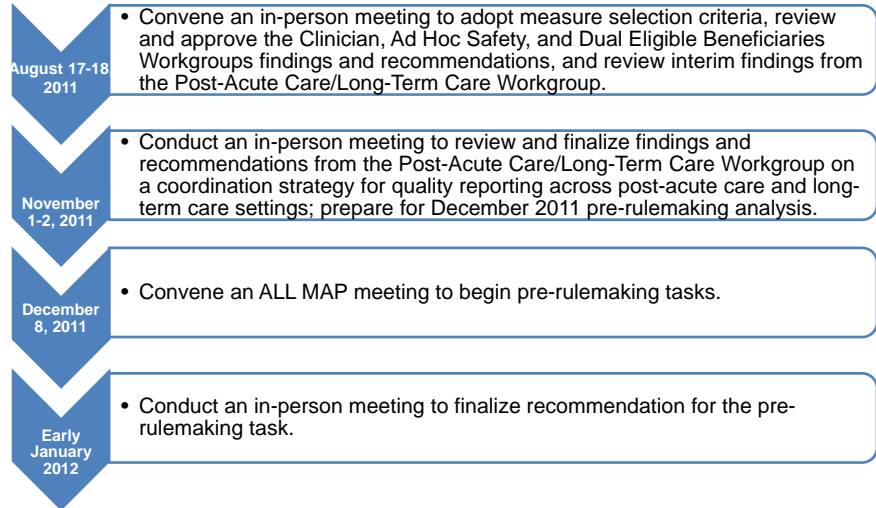 August 17-18,
2011
• Convene an in-person meeting to adopt measure selection criteria, review
and approve the Clinician, Ad Hoc Safety, and Dual Eligible Beneficiaries
Workgroups findings and recommendations, and review interim findings from
the Post-Acute Care/Long-Term Care Workgroup.
November
1-2, 2011
• Conduct an in-person meeting to review and finalize findings and
recommendations from the Post-Acute Care/Long-Term Care Workgroup on
a coordination strategy for quality reporting across post-acute care and long-
term care settings; prepare for December 2011 pre-rulemaking analysis.
December
8, 2011
• Convene an ALL MAP meeting to begin pre-rulemaking tasks.
Early
January
2012
• Conduct an in-person meeting to finalize recommendation for the pre-
rulemaking task.